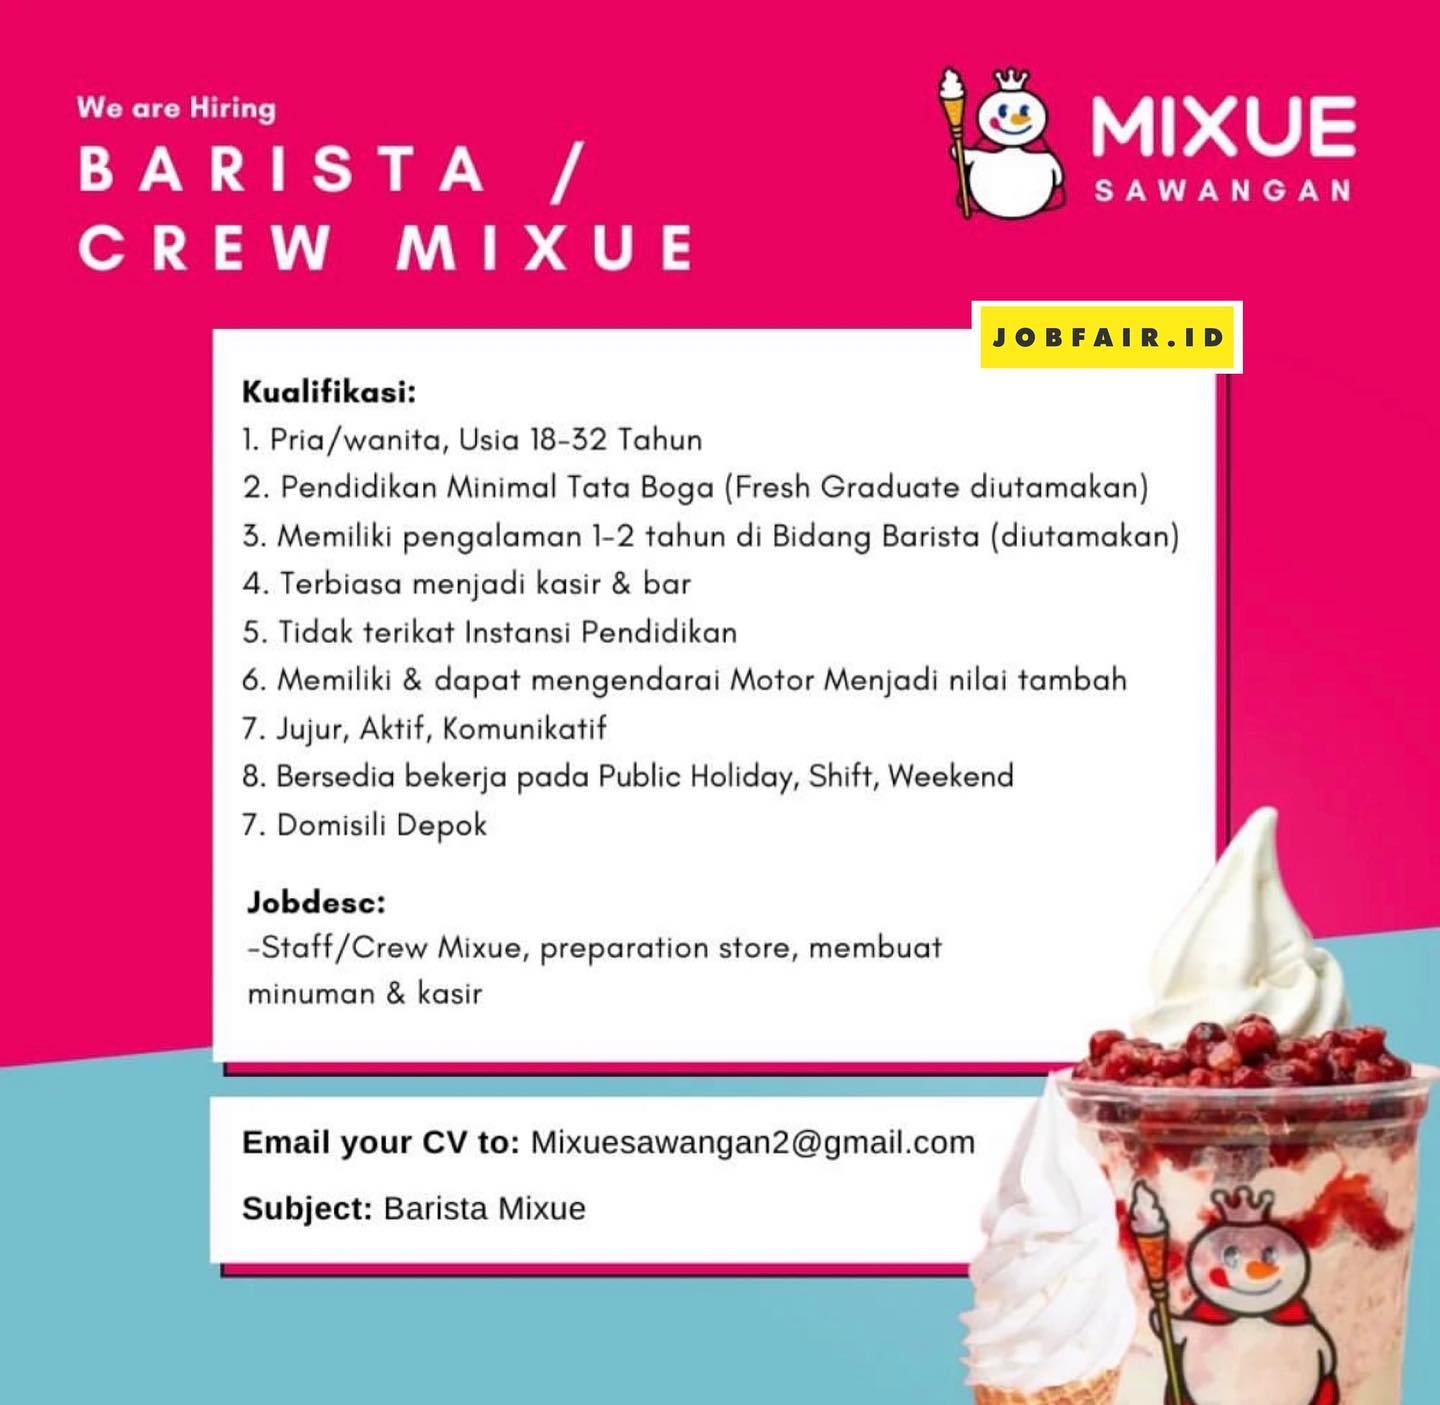 We are Hiring
BARISTA /
CREW MIXUE
MIXUE
SAWANGAN
JOBFAIR.ID
Kualifikasi:
1. Pria/wanita, Usia 18-32 Tahun
2. Pendidikan Minimal Tata Boga (Fresh Graduate diutamakan)
3. Memiliki pengalaman 1-2 tahun di Bidang Barista (diutamakan)
4. Terbiasa menjadi kasir & bar
5. Tidak terikat Instansi Pendidikan
6. Memiliki & dapat mengendarai Motor Menjadi nilai tambah
7. Jujur, Aktif, Komunikatif
8. Bersedia bekerja pada Public Holiday, Shift, Weekend
7. Domisili Depok
Jobdesc:
-Staff/Crew Mixue, preparation store, membuat
minuman & kasir
Email your CV to: Mixuesawangan2@gmail.com
Subject: Barista Mixue